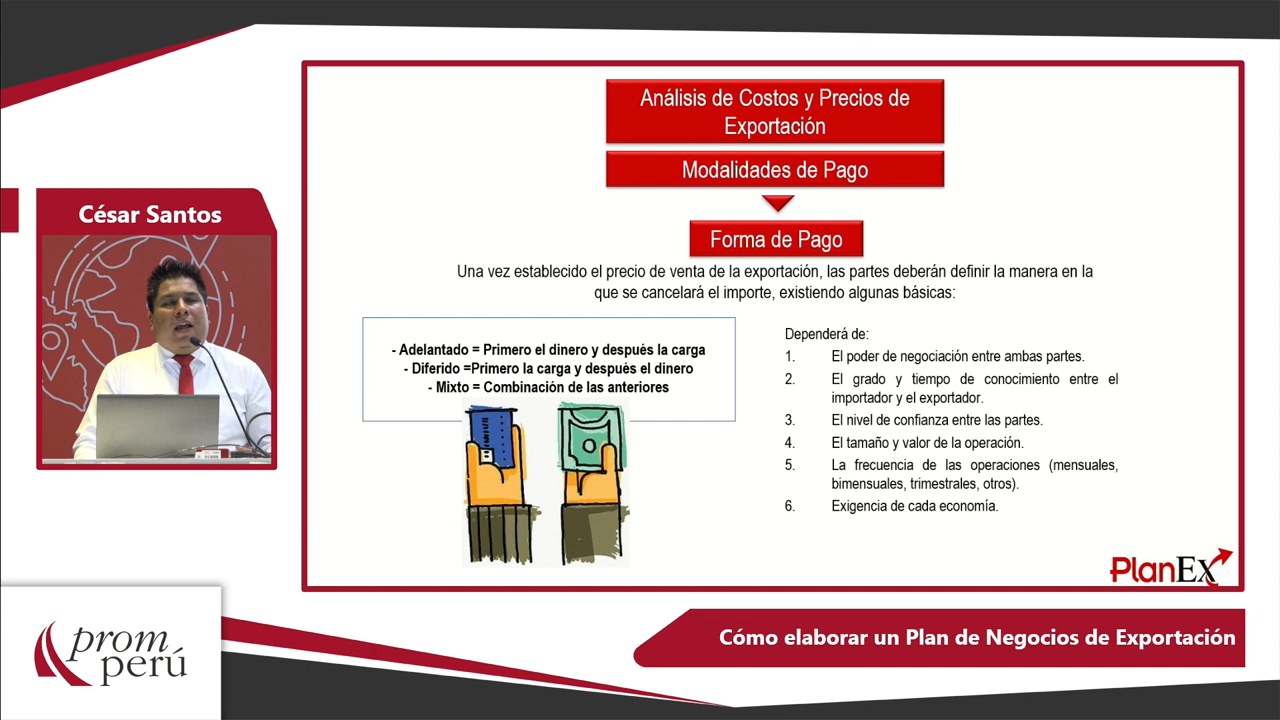 Análisis de Costos y Precios de
Exportación
Modalidades de Pago
Forma de Pago
César Santos
Una vez establecido el precio de venta de la exportación, las partes deberán definir la manera en la
que se cancelará el importe, existiendo algunas básicas:
- Adelantado = Primero el dinero y después la carga
- Diferido =Primero la carga y después el dinero
- Mixto = Combinación de las anteriores
Dependerá de:
1. El poder de negociación entre ambas partes.
2. El grado y tiempo de conocimiento entre el
importador y el exportador.
3. El nivel de confianza entre las partes.
4. El tamaño y valor de la operación.
5. La frecuencia de las operaciones (mensuales,
bimensuales, trimestrales, otros).
6. Exigencia de cada economía.
PlanEx
Cómo elaborar un Plan de Negocios de Exportación
prom
perú